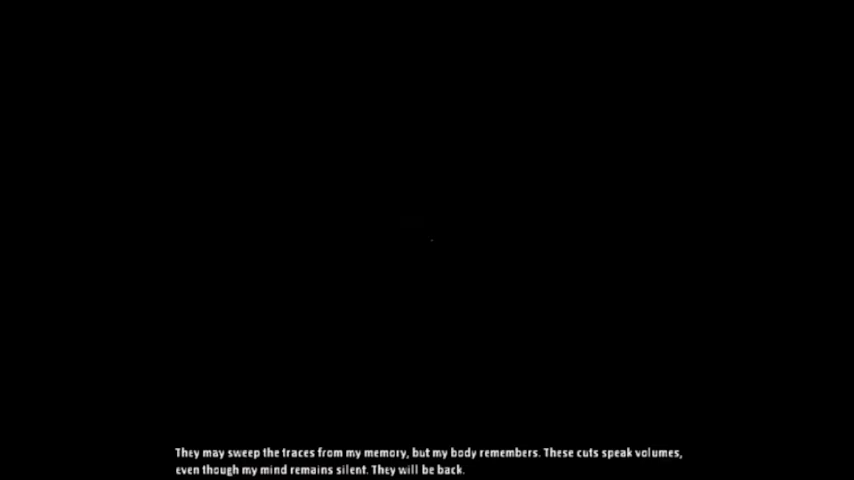 They may sweep the traces from my memory, but my body remembers. These cuts speak volumes,
even though my mind remains silent. They will be back.